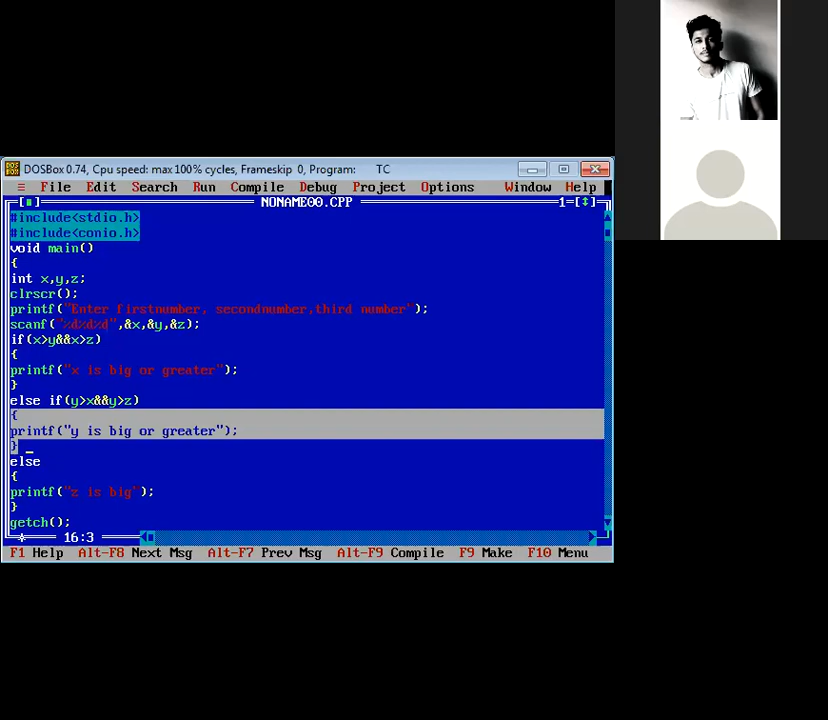 DOSBox 0.74, Cpu speed: max 100% cycles, Frameskip 0, Program: TC
≡ File Edit Search Run Compile Debug Project Options Window Help
[■] NONAME00.CPP 1=[↕]
#include<stdio.h>
#include<conio.h>
void main()
{
int x,y,z;
clrscr();
printf("Enter firstnumber, secondnumber,third number");
scanf("%d%d%d",&x,&y,&z);
if(x>y&&x>z)
{
printf("x is big or greater");
}
else if(y>x&&y>z)
{
printf("y is big or greater");
} _
else
{
printf("z is big");
}
getch();
* 16:3
F1 Help Alt-F8 Next Msg Alt-F7 Prev Msg Alt-F9 Compile F9 Make F10 Menu